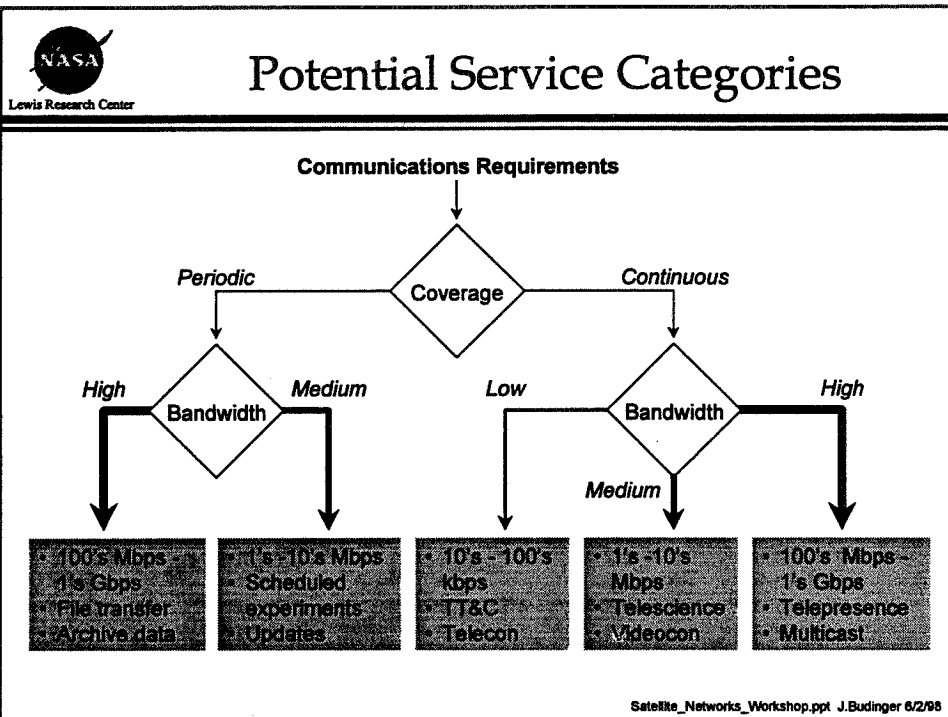 NASA
Lewis Research Center
Potential Service Categories
Communications Requirements
Coverage
Periodic
Continuous
Bandwidth
High
Medium
Bandwidth
Low
Medium
High
• 100's Mbps -
1's Gbps
• File transfer
• Archive data
• 1's -10's Mbps
• Scheduled
experiments
• Updates
• 10's - 100's
kbps
• TT&C
• Telecon
• 1's -10's
Mbps
• Telescience
• Videocon
• 100's Mbps -
1's Gbps
• Telepresence
• Multicast
Satellite_Networks_Workshop.ppt J.Budinger 6/2/98